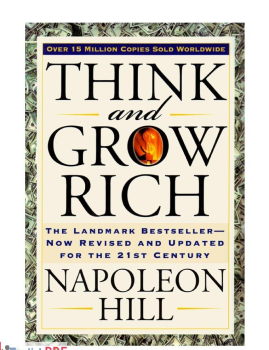 OVER 15 MILLION COPIES SOLD WORLDWIDE
THINK
and
GROW
RICH
THE LANDMARK BESTSELLER—
NOW REVISED AND UPDATED
FOR THE 21ST CENTURY
NAPOLEON
HILL